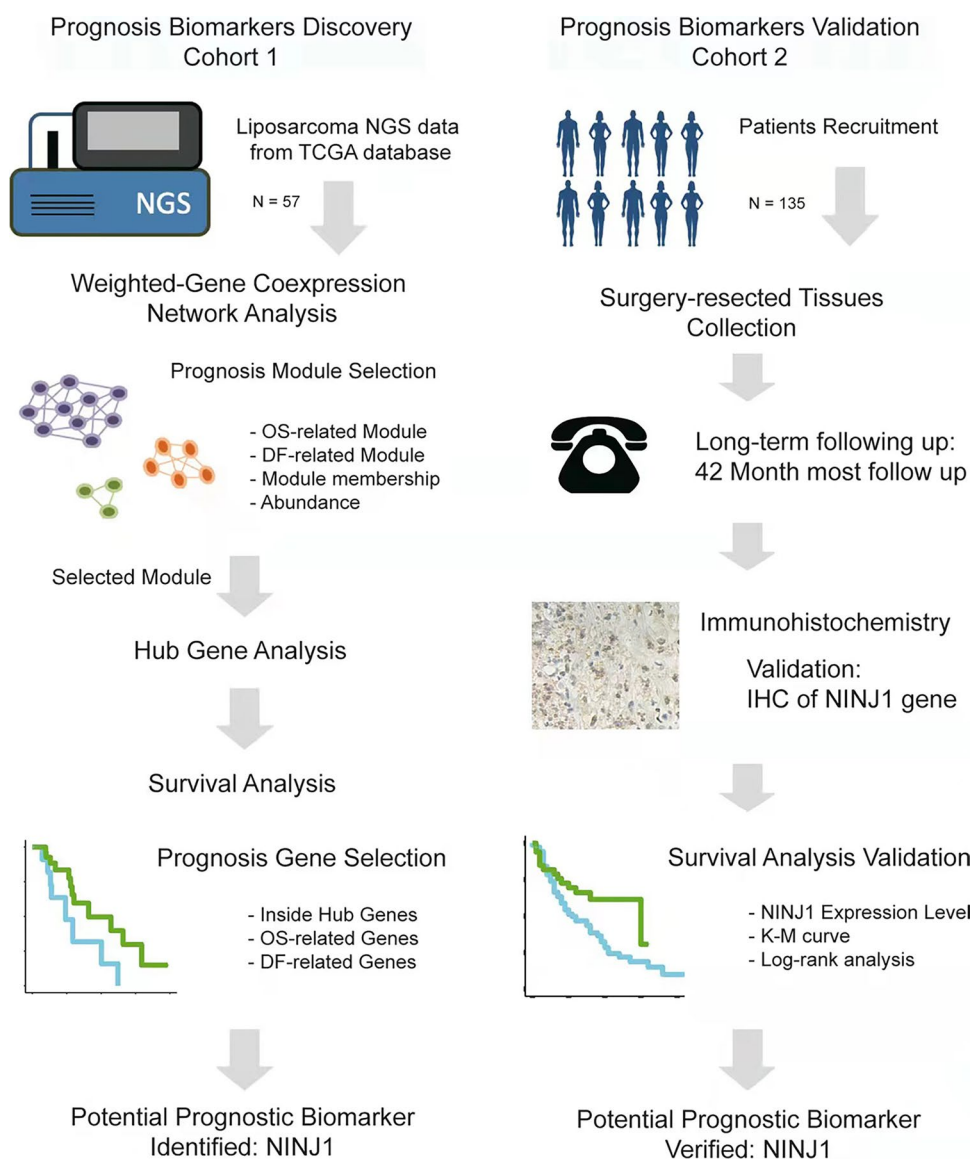 Prognosis Biomarkers Discovery
Cohort 1
NGS
Liposarcoma NGS data
from TCGA database
N = 57
Weighted-Gene Coexpression
Network Analysis
Prognosis Module Selection
- OS-related Module
- DF-related Module
- Module membership
- Abundance
Selected Module
Hub Gene Analysis
Survival Analysis
Prognosis Gene Selection
- Inside Hub Genes
- OS-related Genes
- DF-related Genes
Potential Prognostic Biomarker
Identified: NINJ1
Prognosis Biomarkers Validation
Cohort 2
Patients Recruitment
N = 135
Surgery-resected Tissues
Collection
Long-term following up:
42 Month most follow up
Immunohistochemistry
Validation:
IHC of NINJ1 gene
Survival Analysis Validation
- NINJ1 Expression Level
- K-M curve
- Log-rank analysis
Potential Prognostic Biomarker
Verified: NINJ1